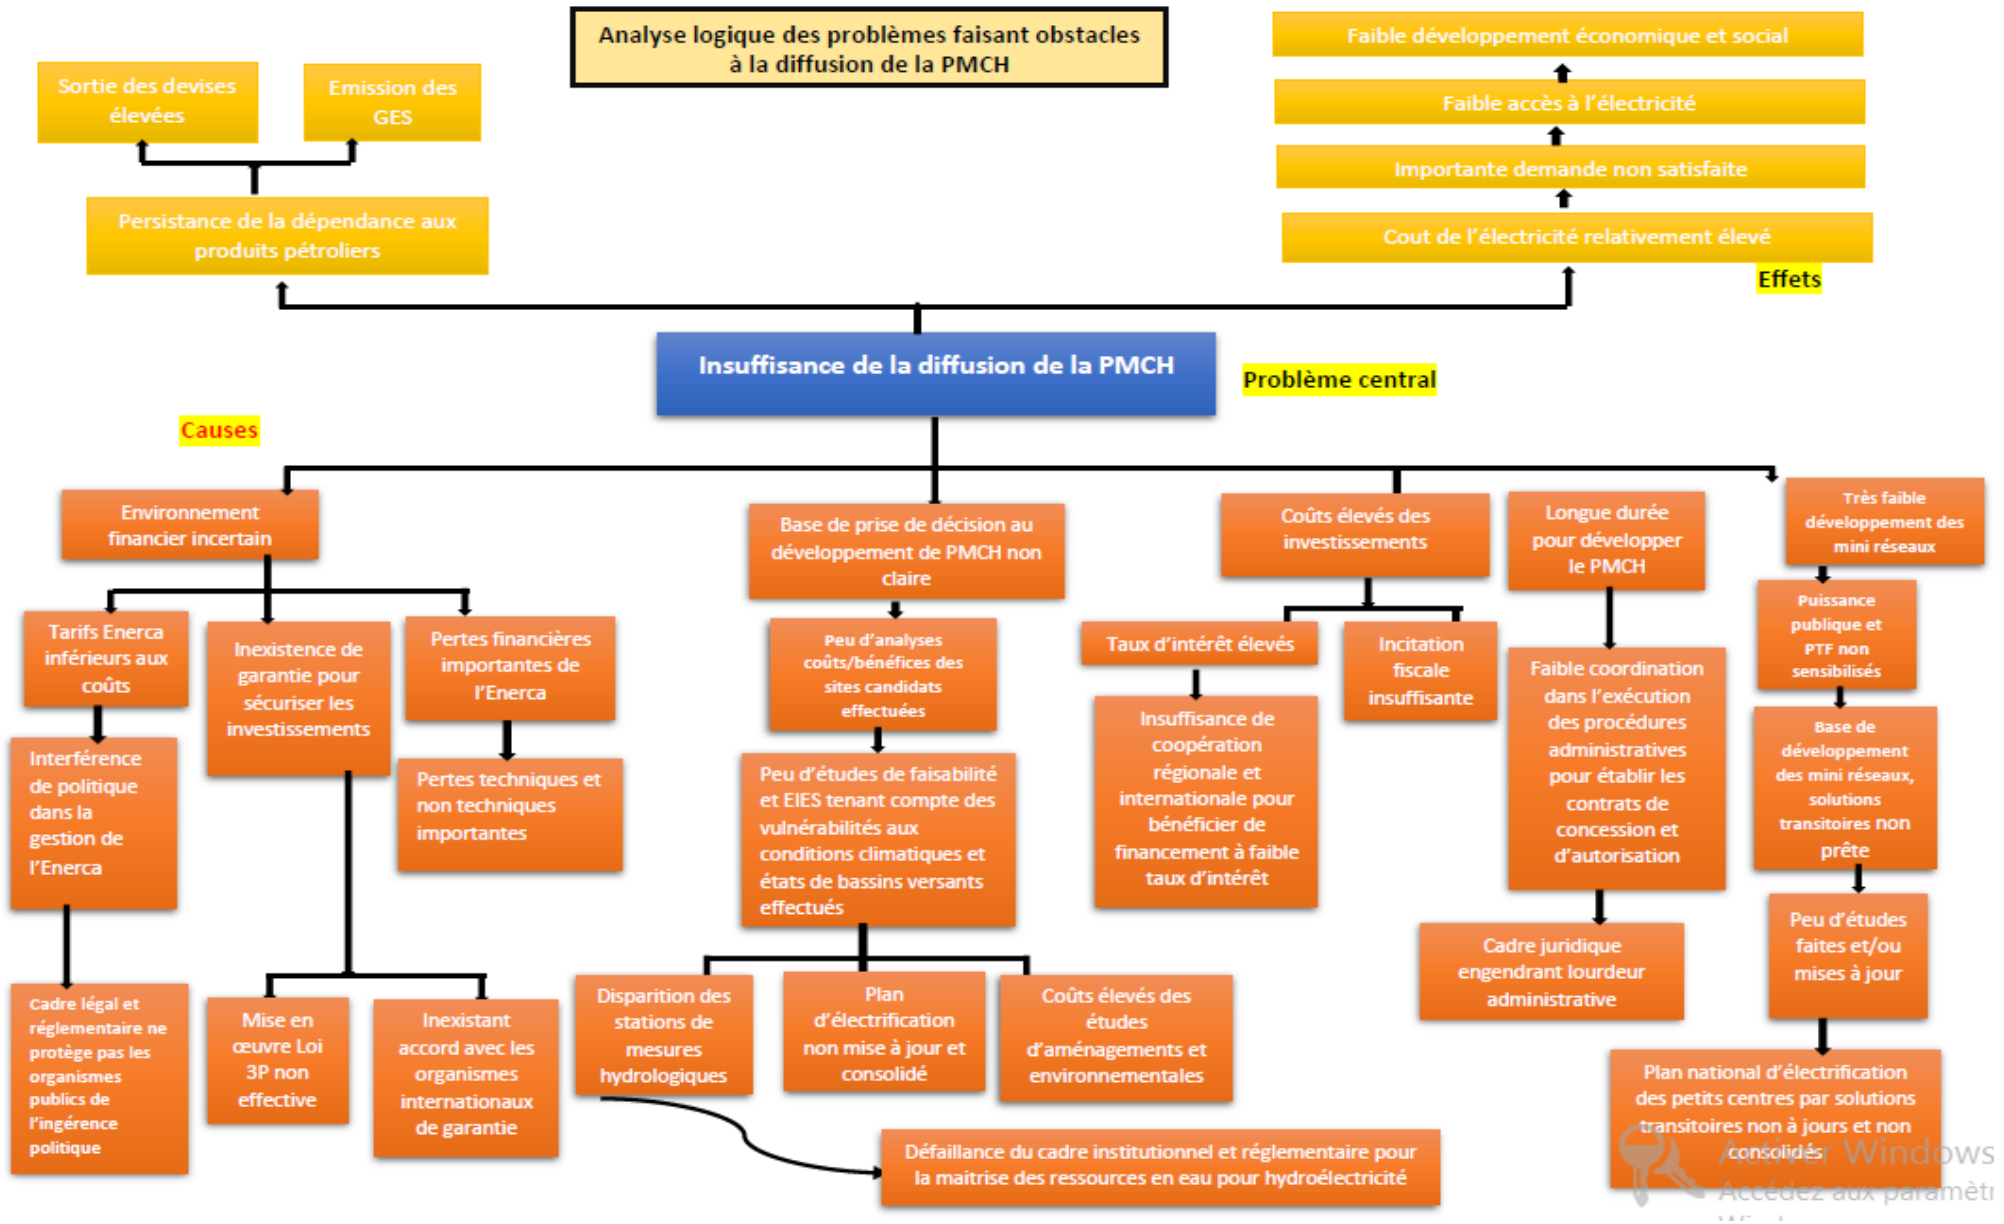 Analyse logique des problèmes faisant obstacles
à la diffusion de la PMCH
Sortie des devises
élevées
Emission des
GES
Persistance de la dépendance aux
produits pétroliers
Faible développement économique et social
Faible accès à l'électricité
Importante demande non satisfaite
Cout de l'électricité relativement élevé
Effets
Insuffisance de la diffusion de la PMCH
Problème central
Causes
Environnement
financier incertain
Tarifs Enerca
inférieurs aux
coûts
Interférence
de politique
dans la
gestion de
l'Enerca
Cadre légal et
réglementaire ne
protège pas les
organismes
publics de
l'ingérence
politique
Inexistence de
garantie pour
sécuriser les
investissements
Mise en
œuvre Loi
3P non
effective
Inexistant
accord avec les
organismes
internationaux
de garantie
Pertes financières
importantes de
l'Enerca
Pertes techniques et
non techniques
importantes
Base de prise de décision au
développement de PMCH non
claire
Peu d'analyses
coûts/bénéfices des
sites candidats
effectuées
Peu d'études de faisabilité
et EIES tenant compte des
vulnérabilités aux
conditions climatiques et
états de bassins versants
effectués
Disparition des
stations de
mesures
hydrologiques
Plan
d'électrification
non mise à jour et
consolidé
Coûts élevés des
études
d'aménagements et
environnementales
Défaillance du cadre institutionnel et réglementaire pour
la maitrise des ressources en eau pour hydroélectricité
Coûts élevés des
investissements
Taux d'intérêt élevés
Insuffisance de
coopération
régionale et
internationale pour
bénéficier de
financement à faible
taux d'intérêt
Incitation
fiscale
insuffisante
Longue durée
pour développer
le PMCH
Faible coordination
dans l'exécution
des procédures
administratives
pour établir les
contrats de
concession et
d'autorisation
Cadre juridique
engendrant lourdeur
administrative
Très faible
développement des
mini réseaux
Puissance
publique et
PTF non
sensibilisés
Base de
développement
des mini réseaux,
solutions
transitoires non
prête
Peu d'études
faites et/ou
mises à jour
Plan national d'électrification
des petits centres par solutions
transitoires non à jours et non
consolidés
Activer Windows
Accédez aux paramètr